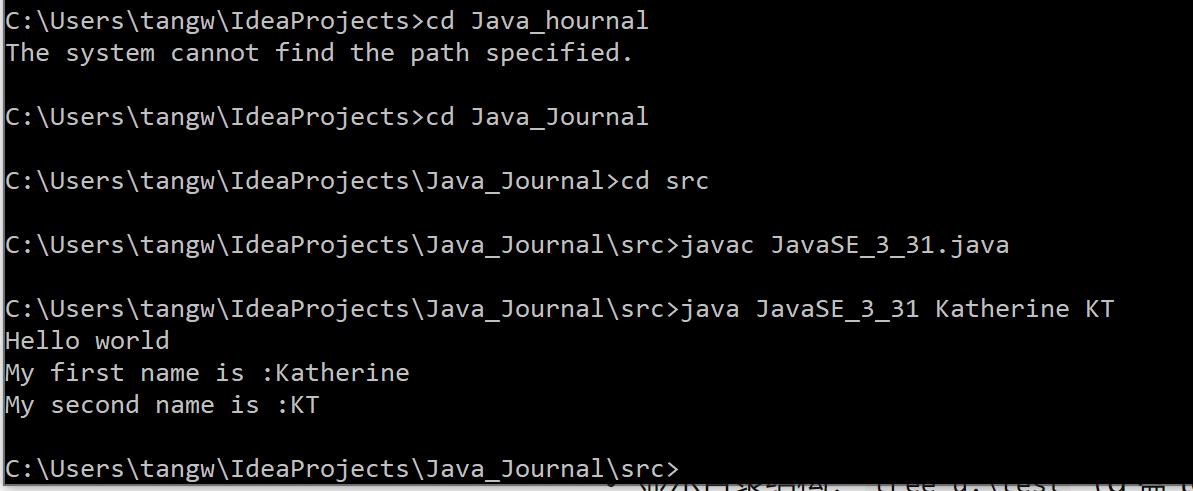 C:\Users\tangw\IdeaProjects>cd Java_hournal
The system cannot find the path specified.
C:\Users\tangw\IdeaProjects>cd Java_Journal
C:\Users\tangw\IdeaProjects\Java_Journal>cd src
C:\Users\tangw\IdeaProjects\Java_Journal\src>javac JavaSE_3_31.java
C:\Users\tangw\IdeaProjects\Java_Journal\src>java JavaSE_3_31 Katherine KT
Hello world
My first name is :Katherine
My second name is :KT
C:\Users\tangw\IdeaProjects\Java_Journal\src>